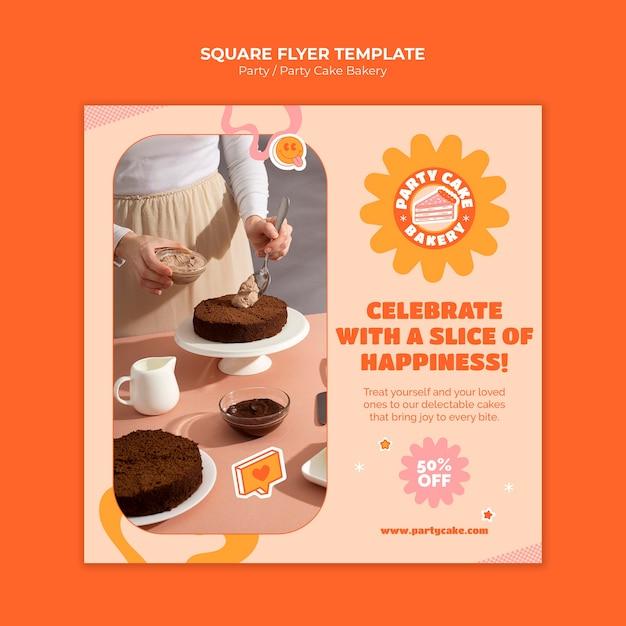 SQUARE FLYER TEMPLATE
Party / Party Cake Bakery
PARTY CAKE
BAKERY
CELEBRATE
WITH A SLICE OF
HAPPINESS!
Treat yourself and your loved
ones to our delectable cakes
that bring joy to every bite.
50%
OFF
www.partycake.com